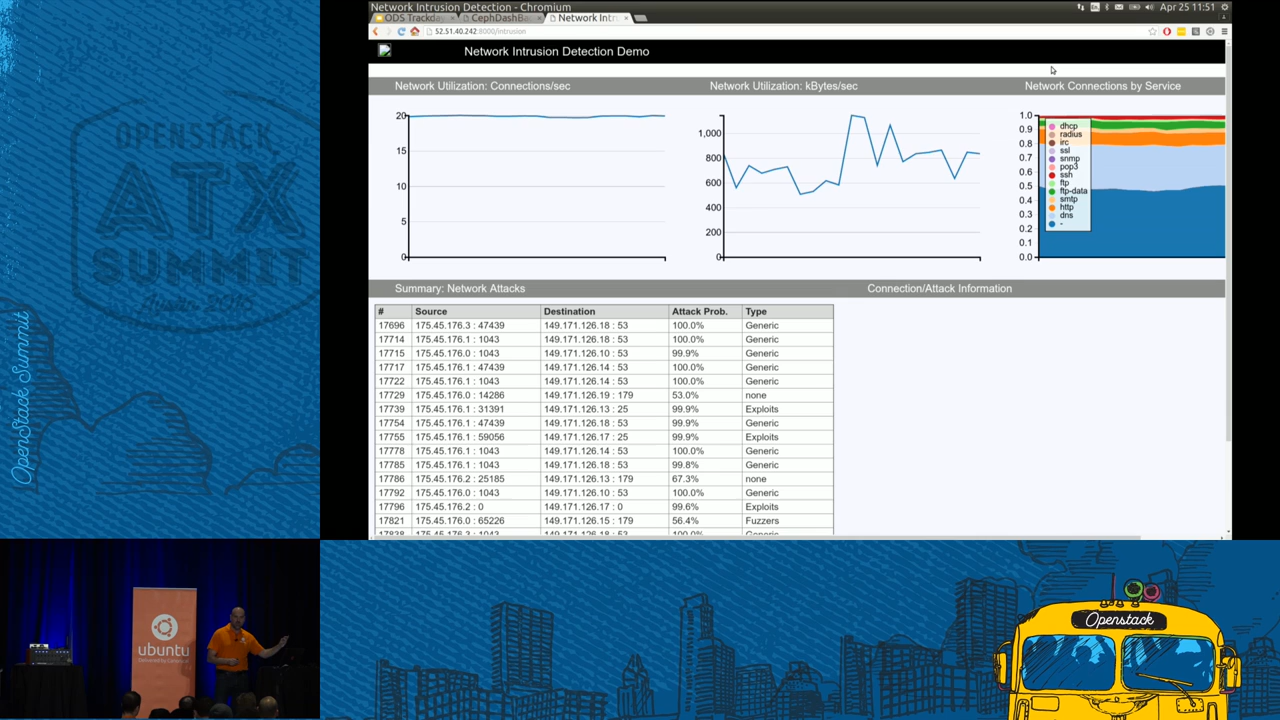 OPENSTACK
ATX
SUMMIT
OpenStack Summit
Network Intrusion Detection - Chromium
Apr 25 11:51
ODS Trackday
CephDashBa
Network Intr
52.51.40.242:8000/intrusion
Network Intrusion Detection Demo
Network Utilization: Connections/sec
Network Utilization: kBytes/sec
Network Connections by Service
20
15
10
5
0
1,000
800
600
400
200
0
1.0
0.9
0.8
0.7
0.6
0.5
0.4
0.3
0.2
0.1
0.0
dhcp
radius
irc
ssl
snmp
pop3
ssh
ftp
ftp-data
smtp
http
dns
-
Summary: Network Attacks
Connection/Attack Information
# Source Destination Attack Prob. Type
17696 175.45.176.3 : 47439 149.171.126.18 : 53 100.0% Generic
17714 175.45.176.1 : 1043 149.171.126.18 : 53 100.0% Generic
17715 175.45.176.0 : 1043 149.171.126.10 : 53 99.9% Generic
17717 175.45.176.1 : 47439 149.171.126.14 : 53 100.0% Generic
17722 175.45.176.1 : 1043 149.171.126.14 : 53 100.0% Generic
17729 175.45.176.0 : 14286 149.171.126.19 : 179 53.0% none
17739 175.45.176.1 : 31391 149.171.126.13 : 25 99.9% Exploits
17754 175.45.176.1 : 47439 149.171.126.18 : 53 99.9% Generic
17755 175.45.176.1 : 59056 149.171.126.17 : 25 99.9% Exploits
17778 175.45.176.1 : 1043 149.171.126.14 : 53 100.0% Generic
17785 175.45.176.1 : 1043 149.171.126.18 : 53 99.8% Generic
17786 175.45.176.2 : 25185 149.171.126.13 : 179 67.3% none
17792 175.45.176.0 : 1043 149.171.126.10 : 53 100.0% Generic
17796 175.45.176.2 : 0 149.171.126.17 : 0 99.6% Exploits
17821 175.45.176.0 : 65226 149.171.126.15 : 179 56.4% Fuzzers
17838 175.45.176.3 : 1043 149.171.126.18 : 53 100.0% Generic
ubuntu
Openstack